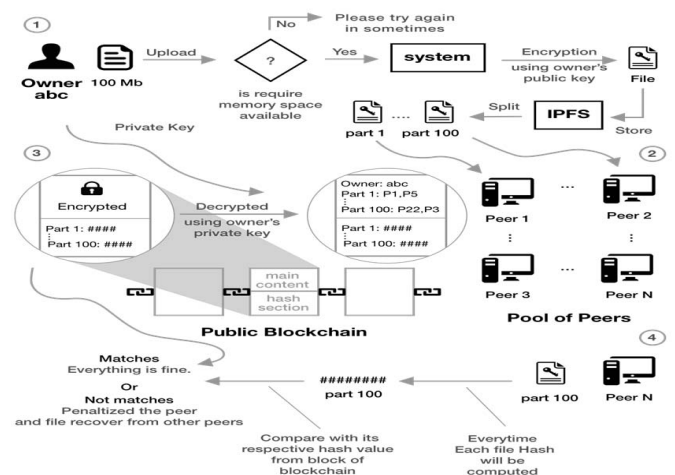 1
Owner
abc
100 Mb
Upload
?
is require
memory space
available
No
Please try again
in sometimes
Yes
system
Encryption
using owner's
public key
File
Store
IPFS
Split
part 1
....
part 100
Private Key
2
Peer 1
...
Peer 2
Peer 3
...
Peer N
Pool of Peers
3
Encrypted
Part 1: ####
Part 100: ####
Decrypted
using owner's
private key
Owner: abc
Part 1: P1,P5
Part 100: P22,P3
Part 1: ####
Part 100: ####
main
content
hash
section
Public Blockchain
4
Peer N
part 100
Everytime
Each file Hash
will be
computed
########
part 100
Compare with its
respective hash value
from block of
blockchain
Matches
Everything is fine.
Or
Not matches
Penaltized the peer
and file recover from other peers